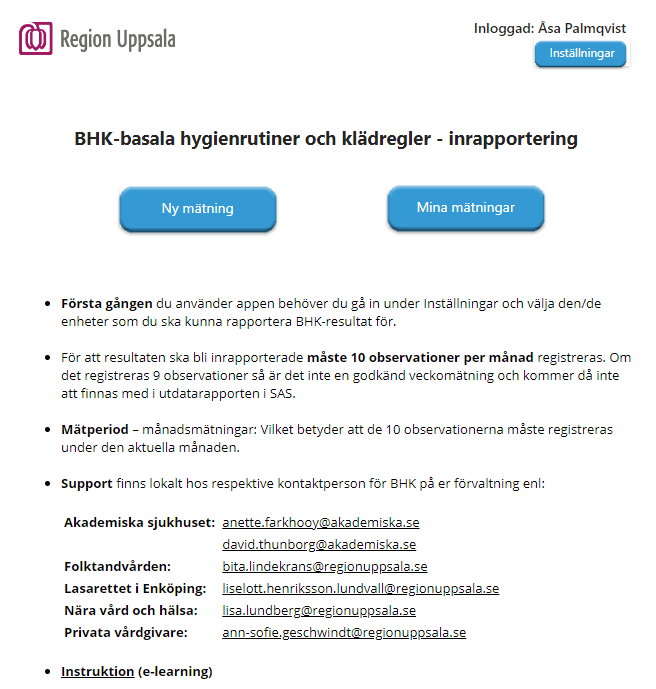 Region Uppsala
Inloggad: Åsa Palmqvist
Inställningar
BHK-basala hygienrutiner och klädregler - inrapportering
Ny mätning
Mina mätningar
• Första gången du använder appen behöver du gå in under Inställningar och välja den/de
enheter som du ska kunna rapportera BHK-resultat för.
• För att resultaten ska bli inrapporterade måste 10 observationer per månad registreras. Om
det registreras 9 observationer så är det inte en godkänd veckomätning och kommer då inte
att finnas med i utdatarapporten i SAS.
• Mätperiod – månadsmätningar: Vilket betyder att de 10 observationerna måste registreras
under den aktuella månaden.
• Support finns lokalt hos respektive kontaktperson för BHK på er förvaltning enl:
Akademiska sjukhuset: anette.farkhooy@akademiska.se
david.thunborg@akademiska.se
Folktandvården: bita.lindekrans@regionuppsala.se
Lasarettet i Enköping: liselott.henriksson.lundvall@regionuppsala.se
Nära vård och hälsa: lisa.lundberg@regionuppsala.se
Privata vårdgivare: ann-sofie.geschwindt@regionuppsala.se
• Instruktion (e-learning)